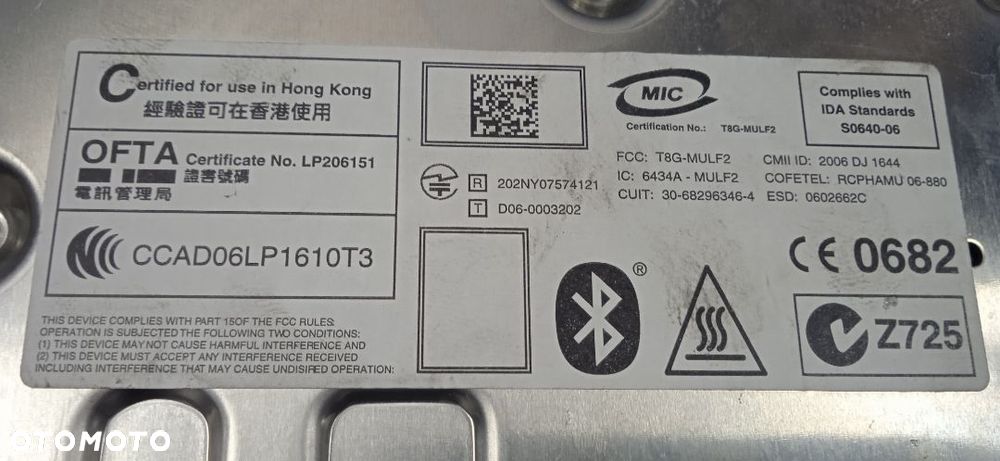 Certified for use in Hong Kong
經驗證可在香港使用
OFTA Certificate No. LP206151
證書號碼
電訊管理局
CCAD06LP1610T3
THIS DEVICE COMPLIES WITH PART 15OF THE FCC RULES:
OPERATION IS SUBJECTED THE FOLLOWING TWO CONDITIONS:
(1) THIS DEVICE MAY NOT CAUSE HARMFUL INTERFERENCE AND
(2) THIS DEVICE MUST ACCEPT ANY INTERFERENCE RECEIVED
INCLUDING INTERFERENCE THAT MAY CAUSE UNDISIRED OPERATION:
R 202NY07574121
T D06-0003202
MIC
Certification No.: T8G-MULF2
Complies with
IDA Standards
S0640-06
FCC: T8G-MULF2 CMII ID: 2006 DJ 1644
IC: 6434A - MULF2 COFETEL: RCPHAMU 06-880
CUIT: 30-68296346-4 ESD: 0602662C
CE 0682
®
Z725
OTOMOTO